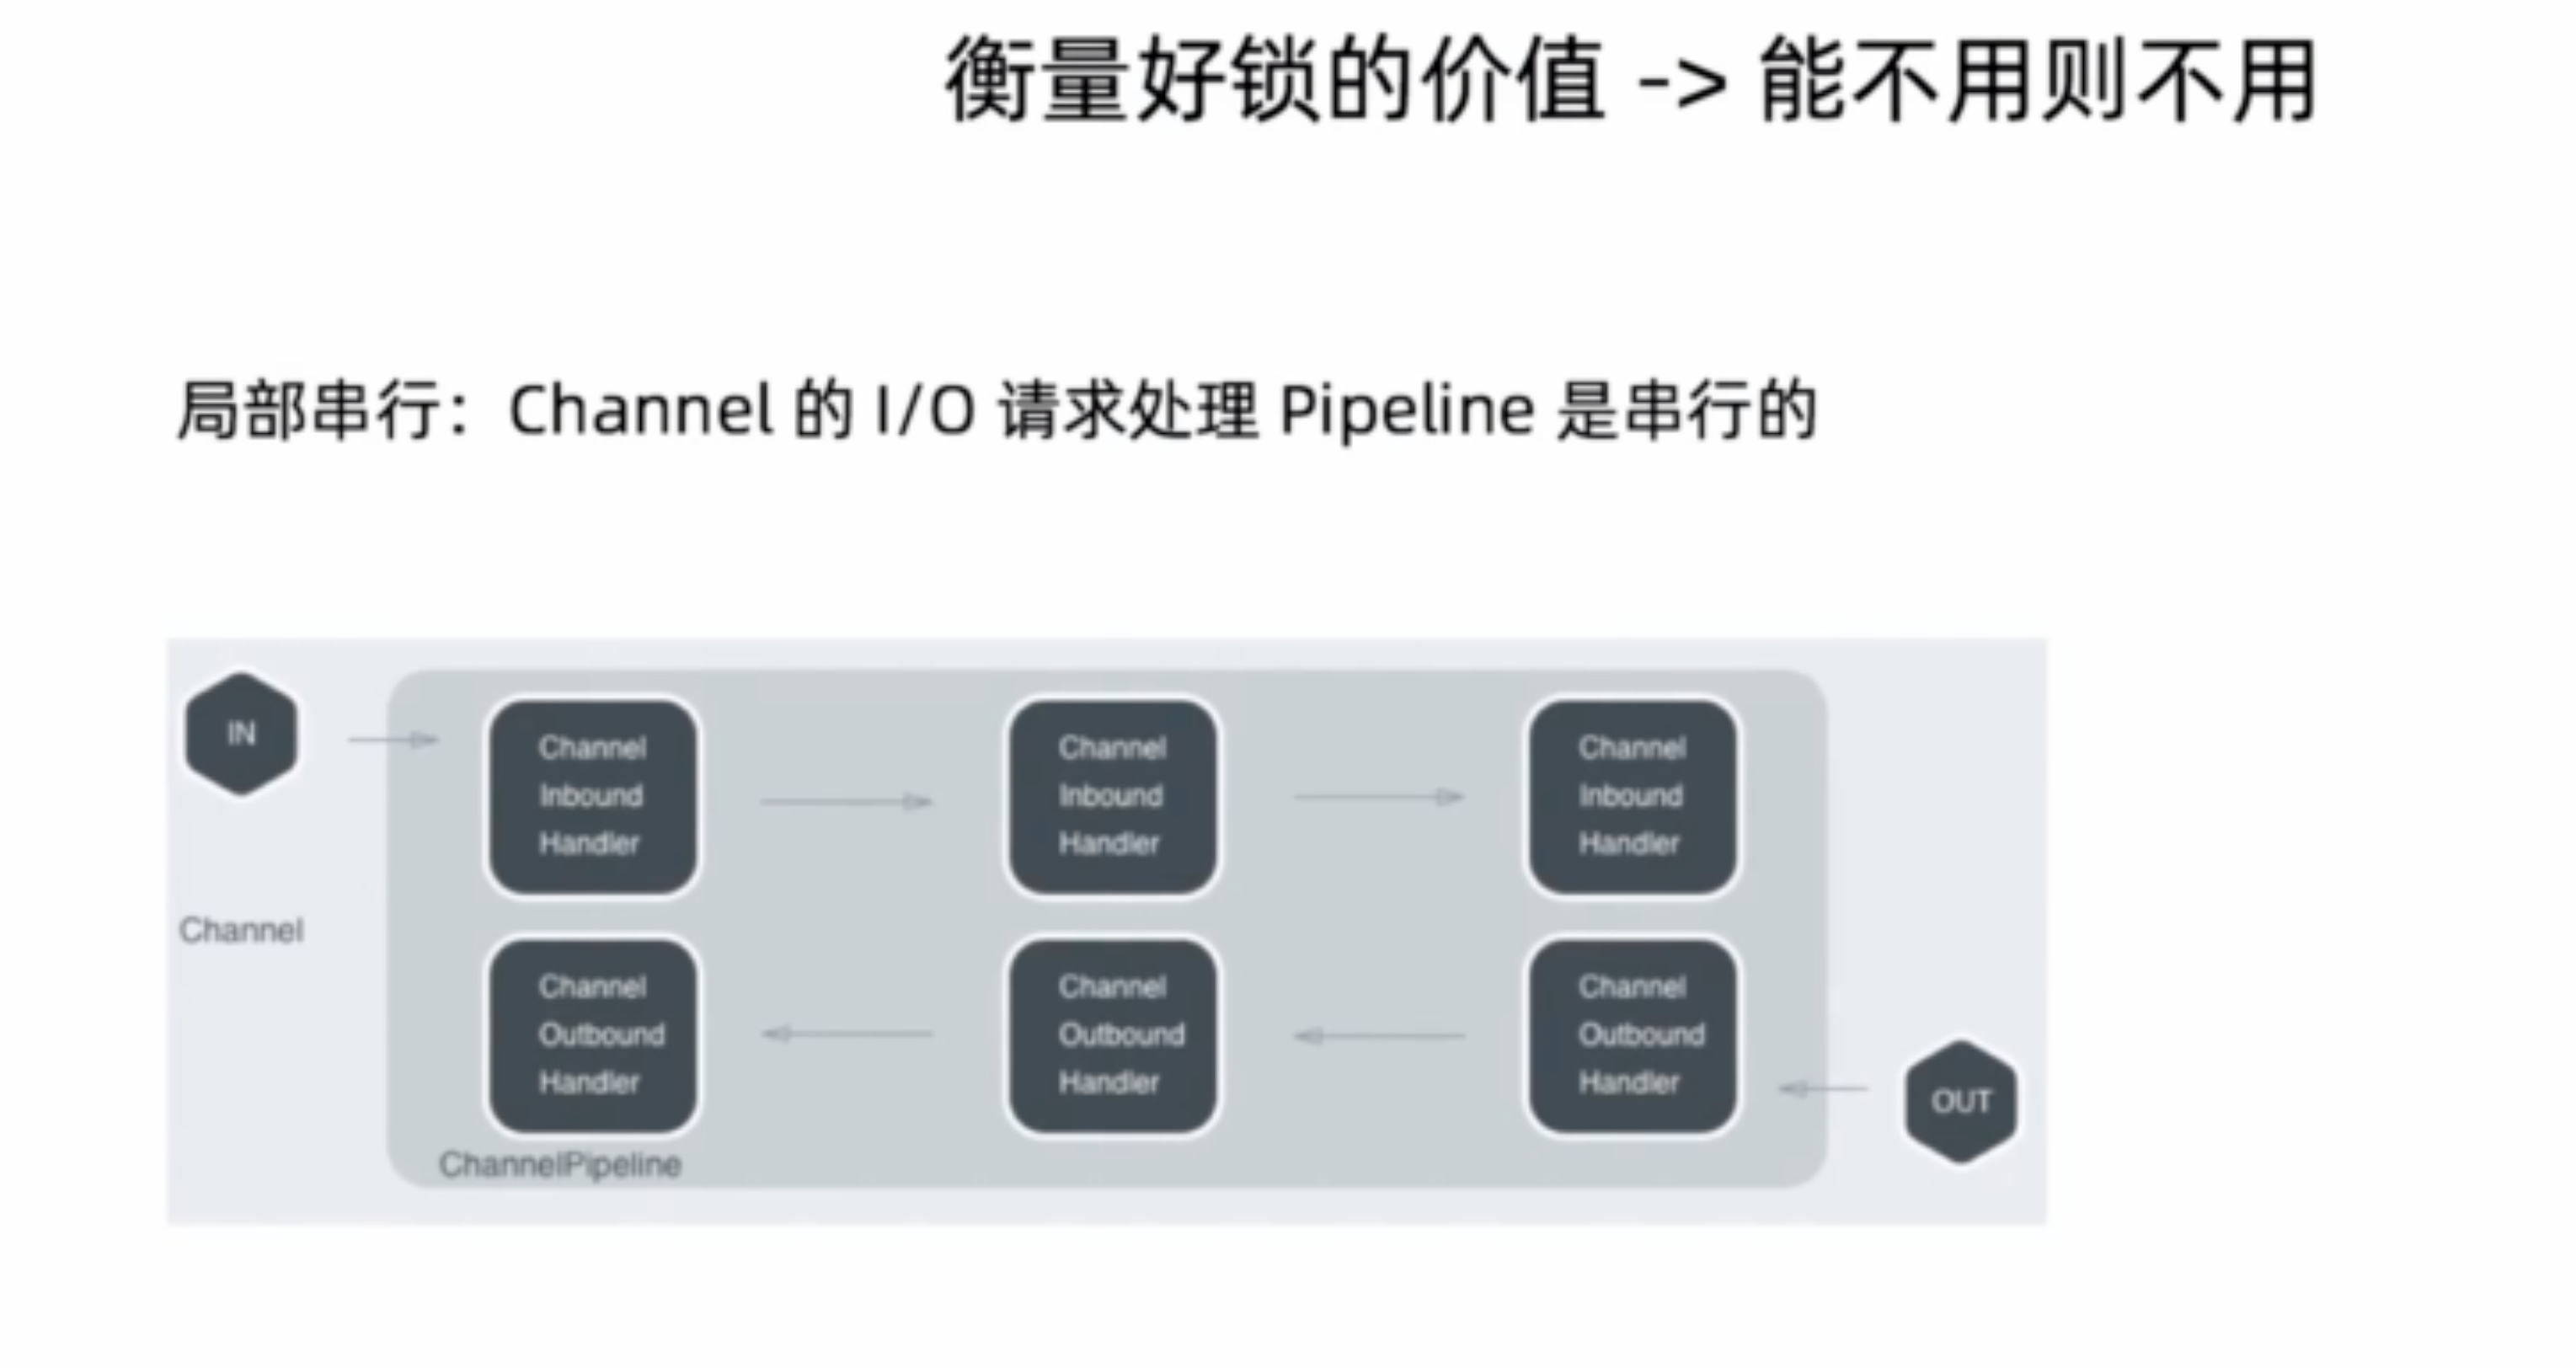 衡量好锁的价值 -> 能不用则不用
局部串行：Channel 的 I/O 请求处理 Pipeline 是串行的
IN
Channel
Inbound
Handler
Channel
Inbound
Handler
Channel
Inbound
Handler
Channel
Channel
Outbound
Handler
Channel
Outbound
Handler
Channel
Outbound
Handler
OUT
ChannelPipeline